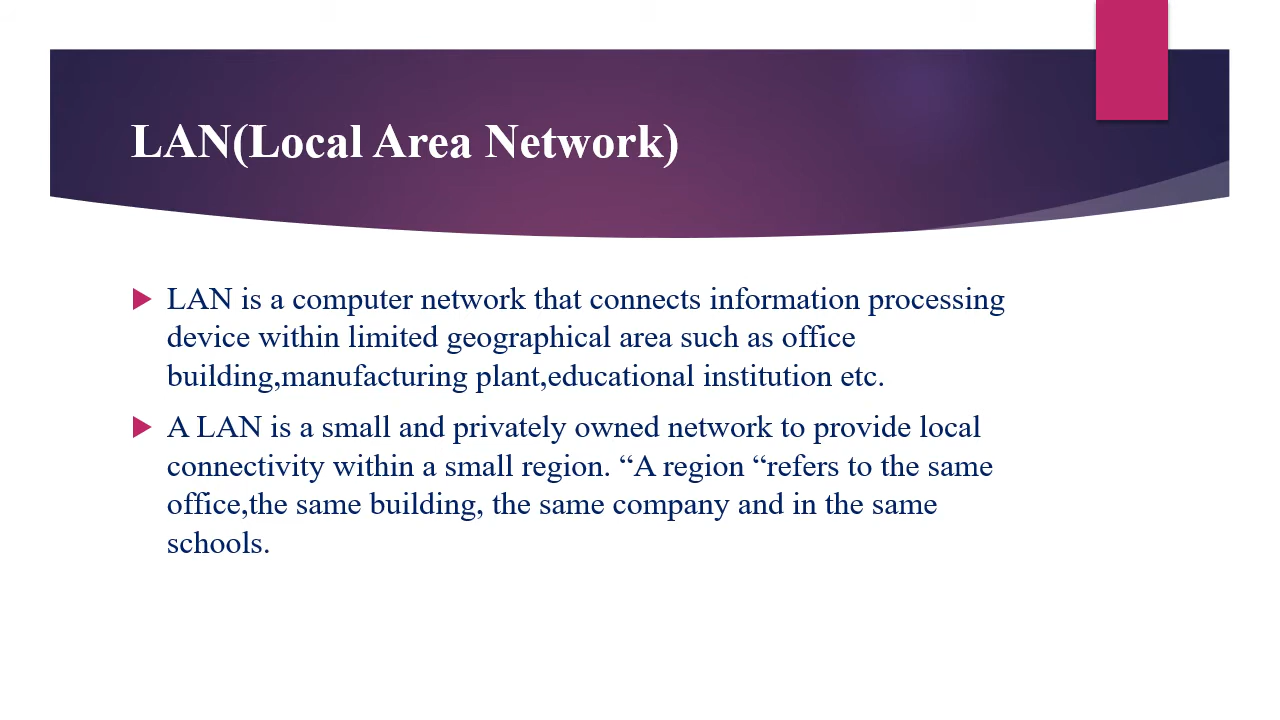 LAN(Local Area Network)
LAN is a computer network that connects information processing
device within limited geographical area such as office
building,manufacturing plant,educational institution etc.
A LAN is a small and privately owned network to provide local
connectivity within a small region. “A region “refers to the same
office,the same building, the same company and in the same
schools.